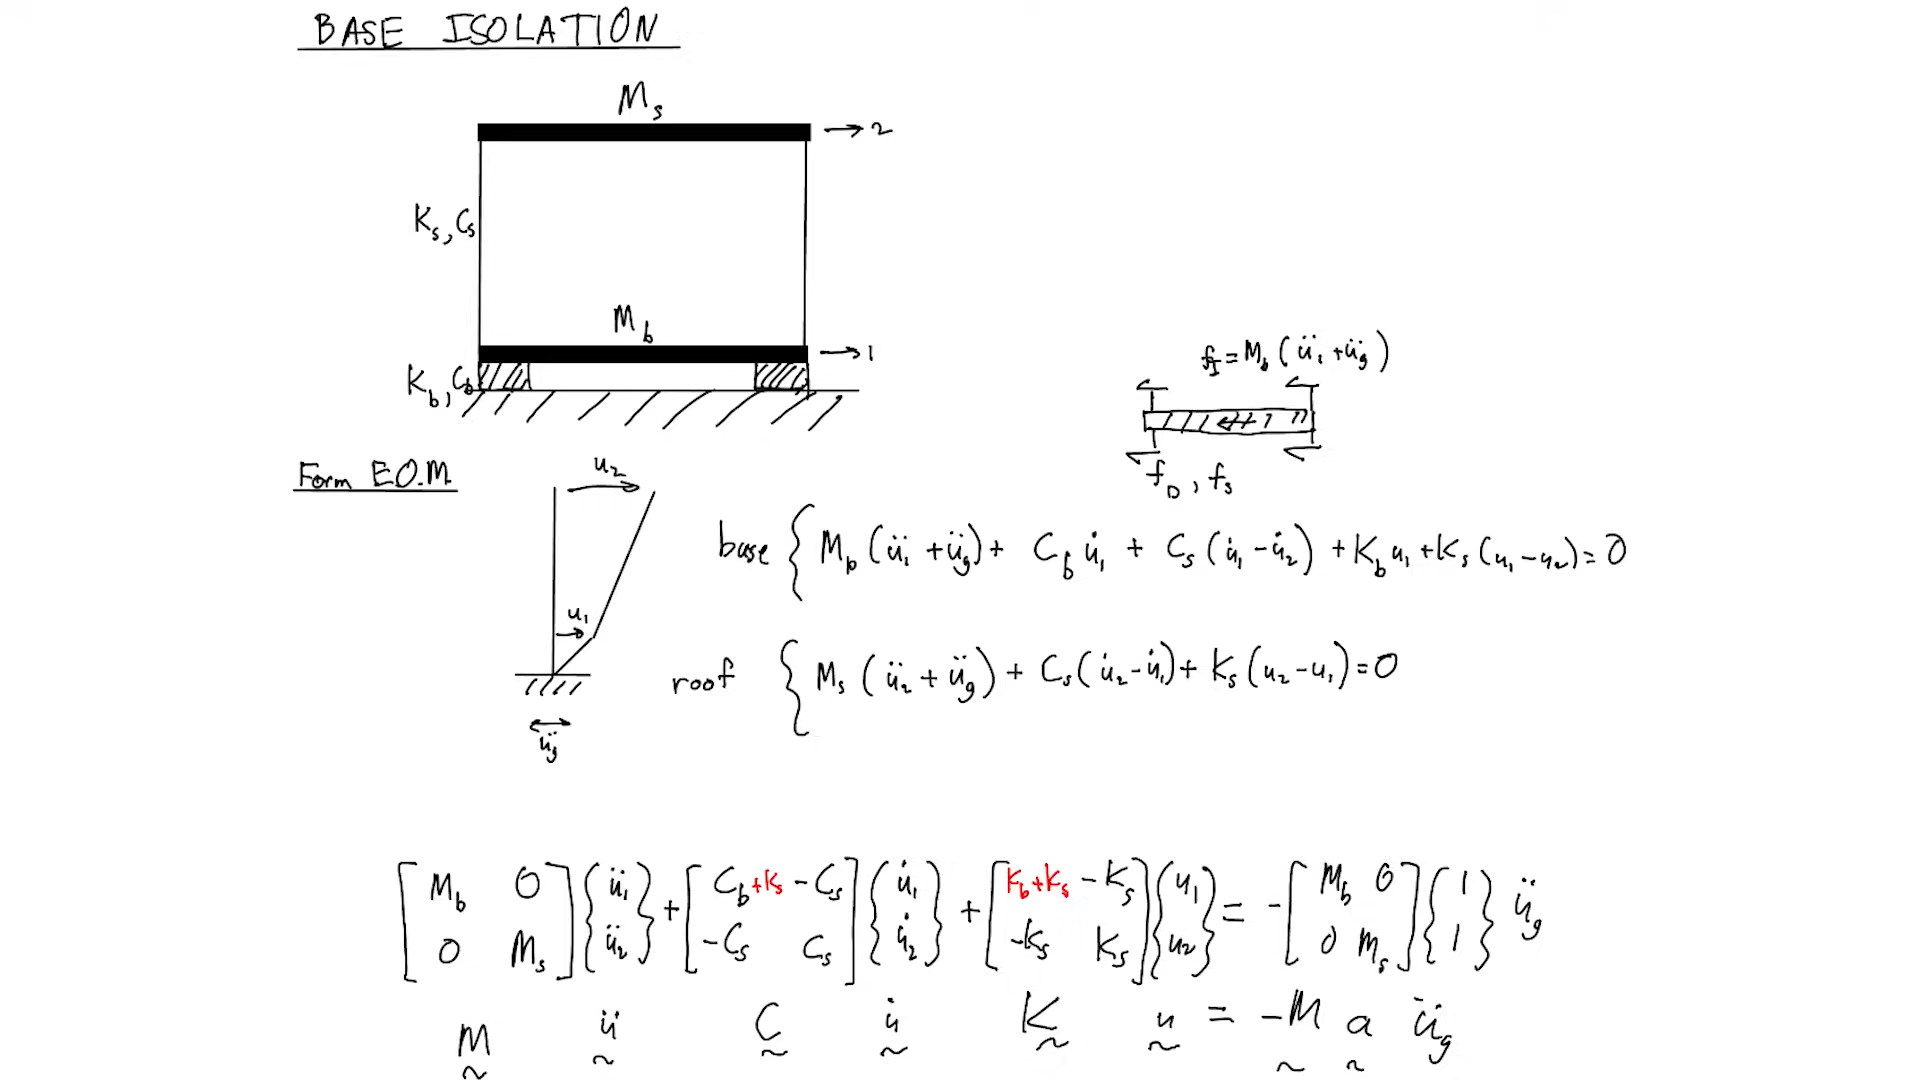 BASE ISOLATION
Ms
→2
Ks, Cs
Mb
→1
Kb, Cb
fI = Mb (ü1 + üg)
fD, fs
Form E.O.M.
u2
u1
üg
base { Mb (ü1 + üg) + Cb u̇1 + Cs (u̇1 - u̇2) + Kb u1 + Ks (u1 - u2) = 0
roof { Ms (ü2 + üg) + Cs (u̇2 - u̇1) + Ks (u2 - u1) = 0
[Mb 0] {ü1} + [Cb+Ks -Cs] {u̇1} + [Kb+Ks -Ks] {u1} = -[Mb 0] {1} üg
[0 Ms] {ü2} [-Cs Cs] {u̇2} [-Ks Ks] {u2} [0 Ms] {1}
M ü C u̇ K u = -M a üg